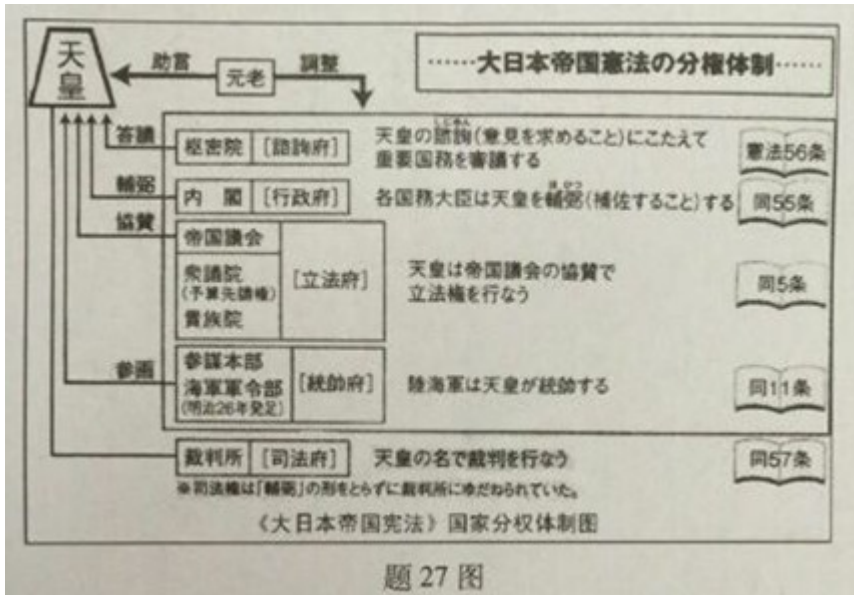 ……大日本帝国憲法の分権体制……
天皇
助言
元老
調整
答議
枢密院 [諮詢府]
しじゅん
天皇の諮詢(意見を求めること)にこたえて
重要国務を審議する
憲法56条
輔弼
内閣 [行政府]
ほひつ
各国務大臣は天皇を輔弼(補佐すること)する
同55条
協賛
帝国議会
衆議院
(予算先議権)
貴族院
[立法府]
天皇は帝国議会の協賛で
立法権を行なう
同5条
参画
参謀本部
海軍軍令部
(明治26年発足)
[統帥府]
陸海軍は天皇が統帥する
同11条
裁判所 [司法府]
天皇の名で裁判を行なう
同57条
※司法権は「輔弼」の形をとらずに裁判所にゆだねられていた。
《大日本帝国宪法》国家分权体制图
题 27 图